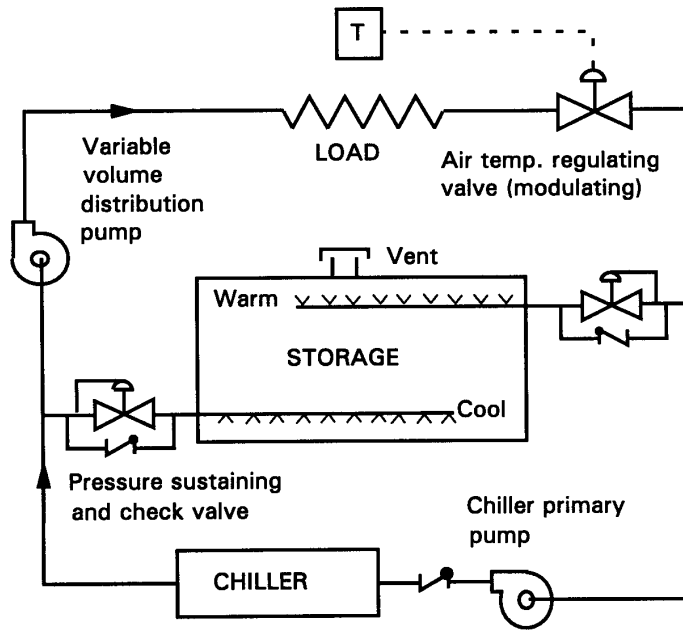 T
LOAD
Variable
volume
distribution
pump
Air temp. regulating
valve (modulating)
Vent
Warm
STORAGE
Cool
Pressure sustaining
and check valve
Chiller primary
pump
CHILLER